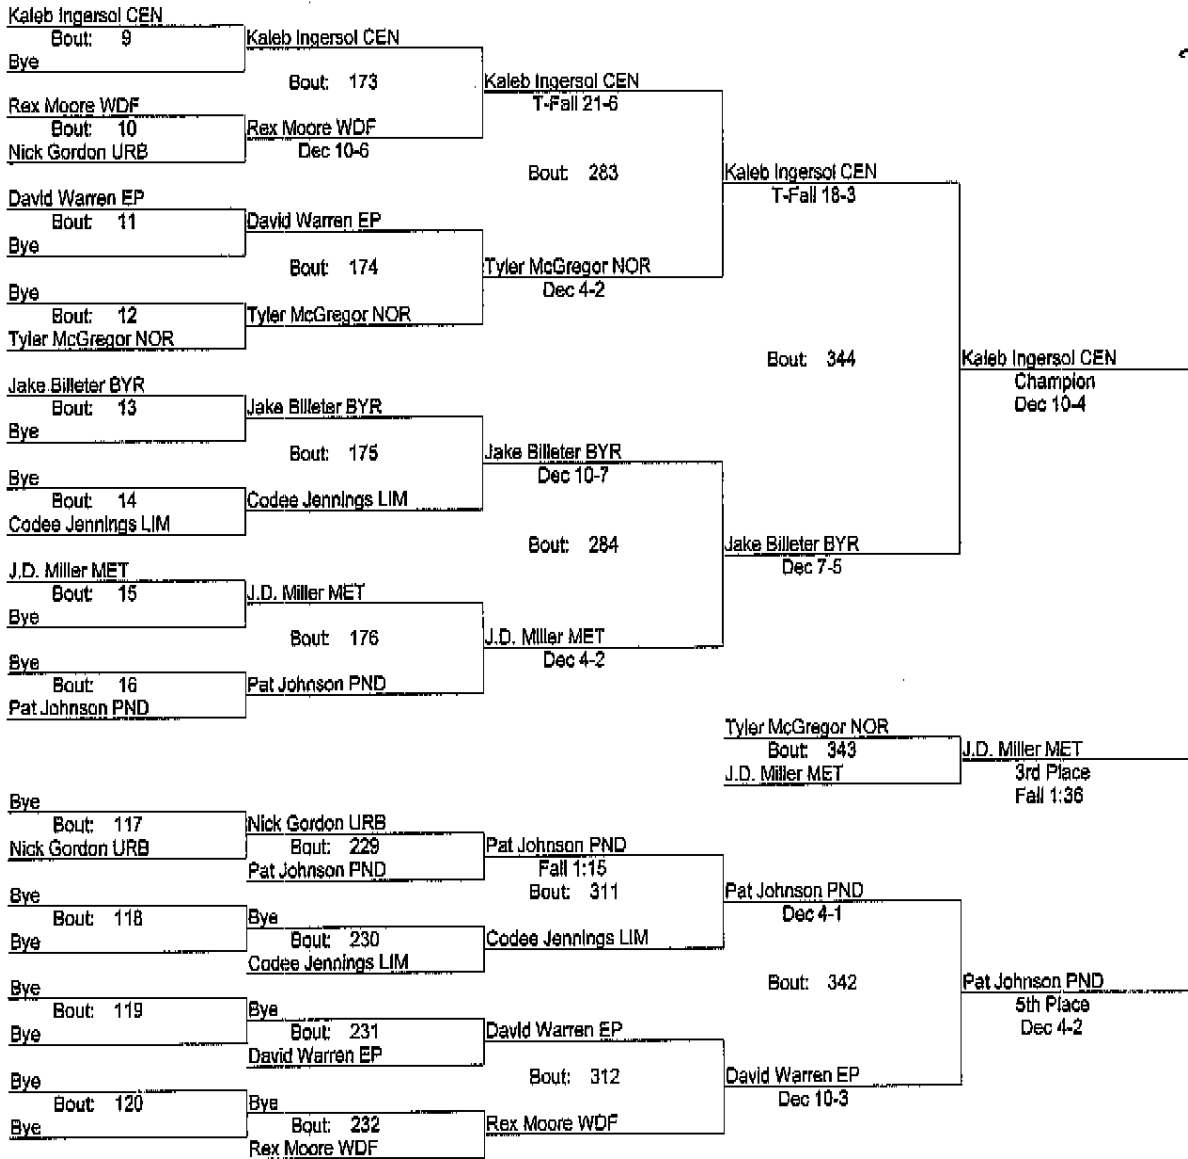 Kaleb Ingersol CEN
Bout: 9
Bye
Kaleb Ingersol CEN
Bout: 173
Rex Moore WDF
Bout: 10
Nick Gordon URB
Rex Moore WDF
Dec 10-6
Kaleb Ingersol CEN
T-Fall 21-6
Bout: 283
David Warren EP
Bout: 11
Bye
David Warren EP
Bout: 174
Bye
Bout: 12
Tyler McGregor NOR
Tyler McGregor NOR
Tyler McGregor NOR
Dec 4-2
Kaleb Ingersol CEN
T-Fall 18-3
Bout: 344
Jake Billeter BYR
Bout: 13
Bye
Jake Billeter BYR
Bout: 175
Bye
Bout: 14
Codee Jennings LIM
Codee Jennings LIM
Jake Billeter BYR
Dec 10-7
Bout: 284
J.D. Miller MET
Bout: 15
Bye
J.D. Miller MET
Bout: 176
Bye
Bout: 16
Pat Johnson PND
Pat Johnson PND
J.D. Miller MET
Dec 4-2
Jake Billeter BYR
Dec 7-5
Kaleb Ingersol CEN
Champion
Dec 10-4
Tyler McGregor NOR
Bout: 343
J.D. Miller MET
J.D. Miller MET
3rd Place
Fall 1:36
Bye
Bout: 117
Nick Gordon URB
Nick Gordon URB
Bout: 229
Pat Johnson PND
Pat Johnson PND
Fall 1:15
Bout: 311
Bye
Bout: 118
Bye
Bye
Bout: 230
Codee Jennings LIM
Codee Jennings LIM
Pat Johnson PND
Dec 4-1
Bout: 342
Bye
Bout: 119
Bye
Bye
Bout: 231
David Warren EP
David Warren EP
Bout: 312
Bye
Bout: 120
Bye
Bye
Bout: 232
Rex Moore WDF
Rex Moore WDF
David Warren EP
Dec 10-3
Pat Johnson PND
5th Place
Dec 4-2